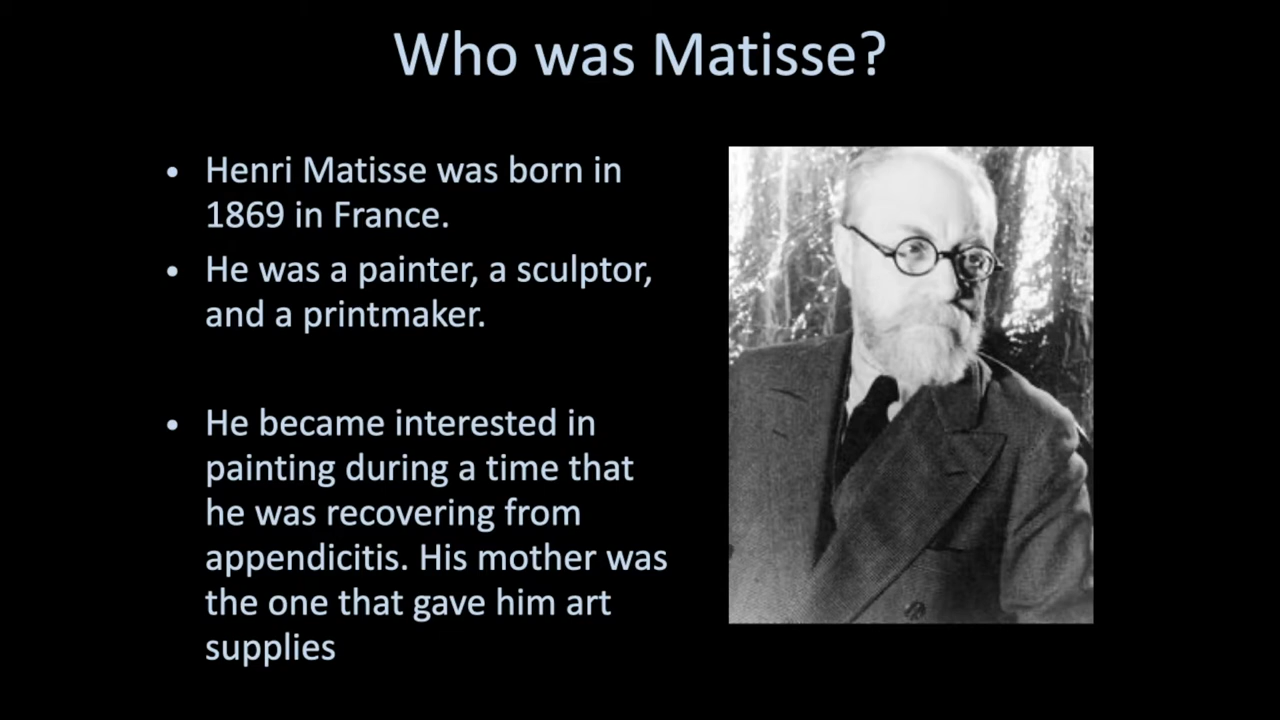 Who was Matisse?
• Henri Matisse was born in
1869 in France.
• He was a painter, a sculptor,
and a printmaker.
• He became interested in
painting during a time that
he was recovering from
appendicitis. His mother was
the one that gave him art
supplies